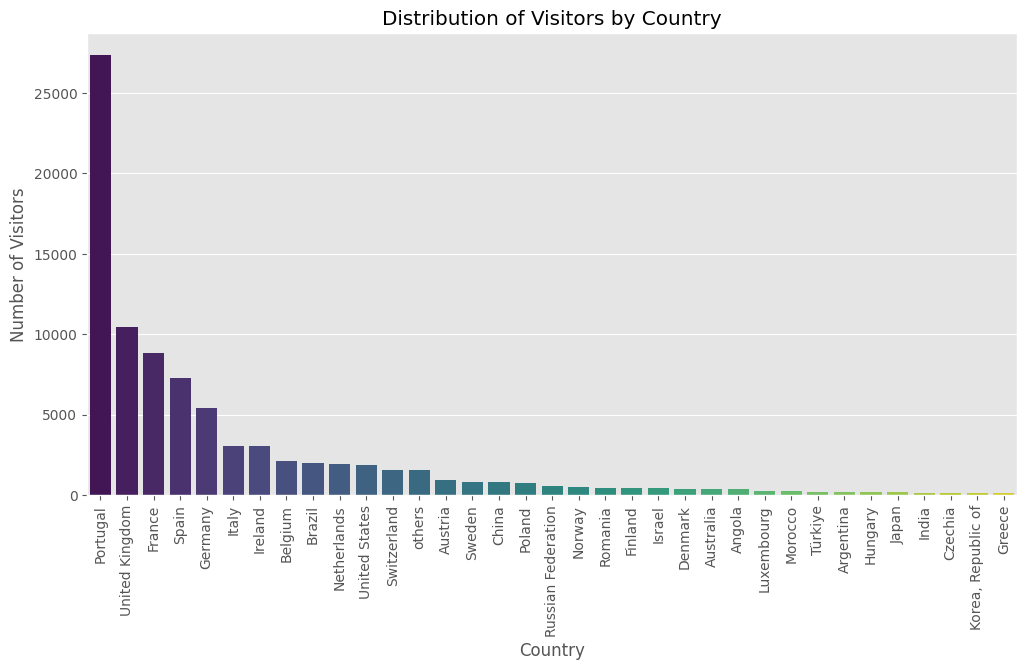 Distribution of Visitors by Country
Number of Visitors
25000
20000
15000
10000
5000
0
Portugal
United Kingdom
France
Spain
Germany
Italy
Ireland
Belgium
Brazil
Netherlands
United States
Switzerland
others
Austria
Sweden
China
Poland
Russian Federation
Norway
Romania
Finland
Israel
Denmark
Australia
Angola
Luxembourg
Morocco
Türkiye
Argentina
Hungary
Japan
India
Czechia
Korea, Republic of
Greece
Country